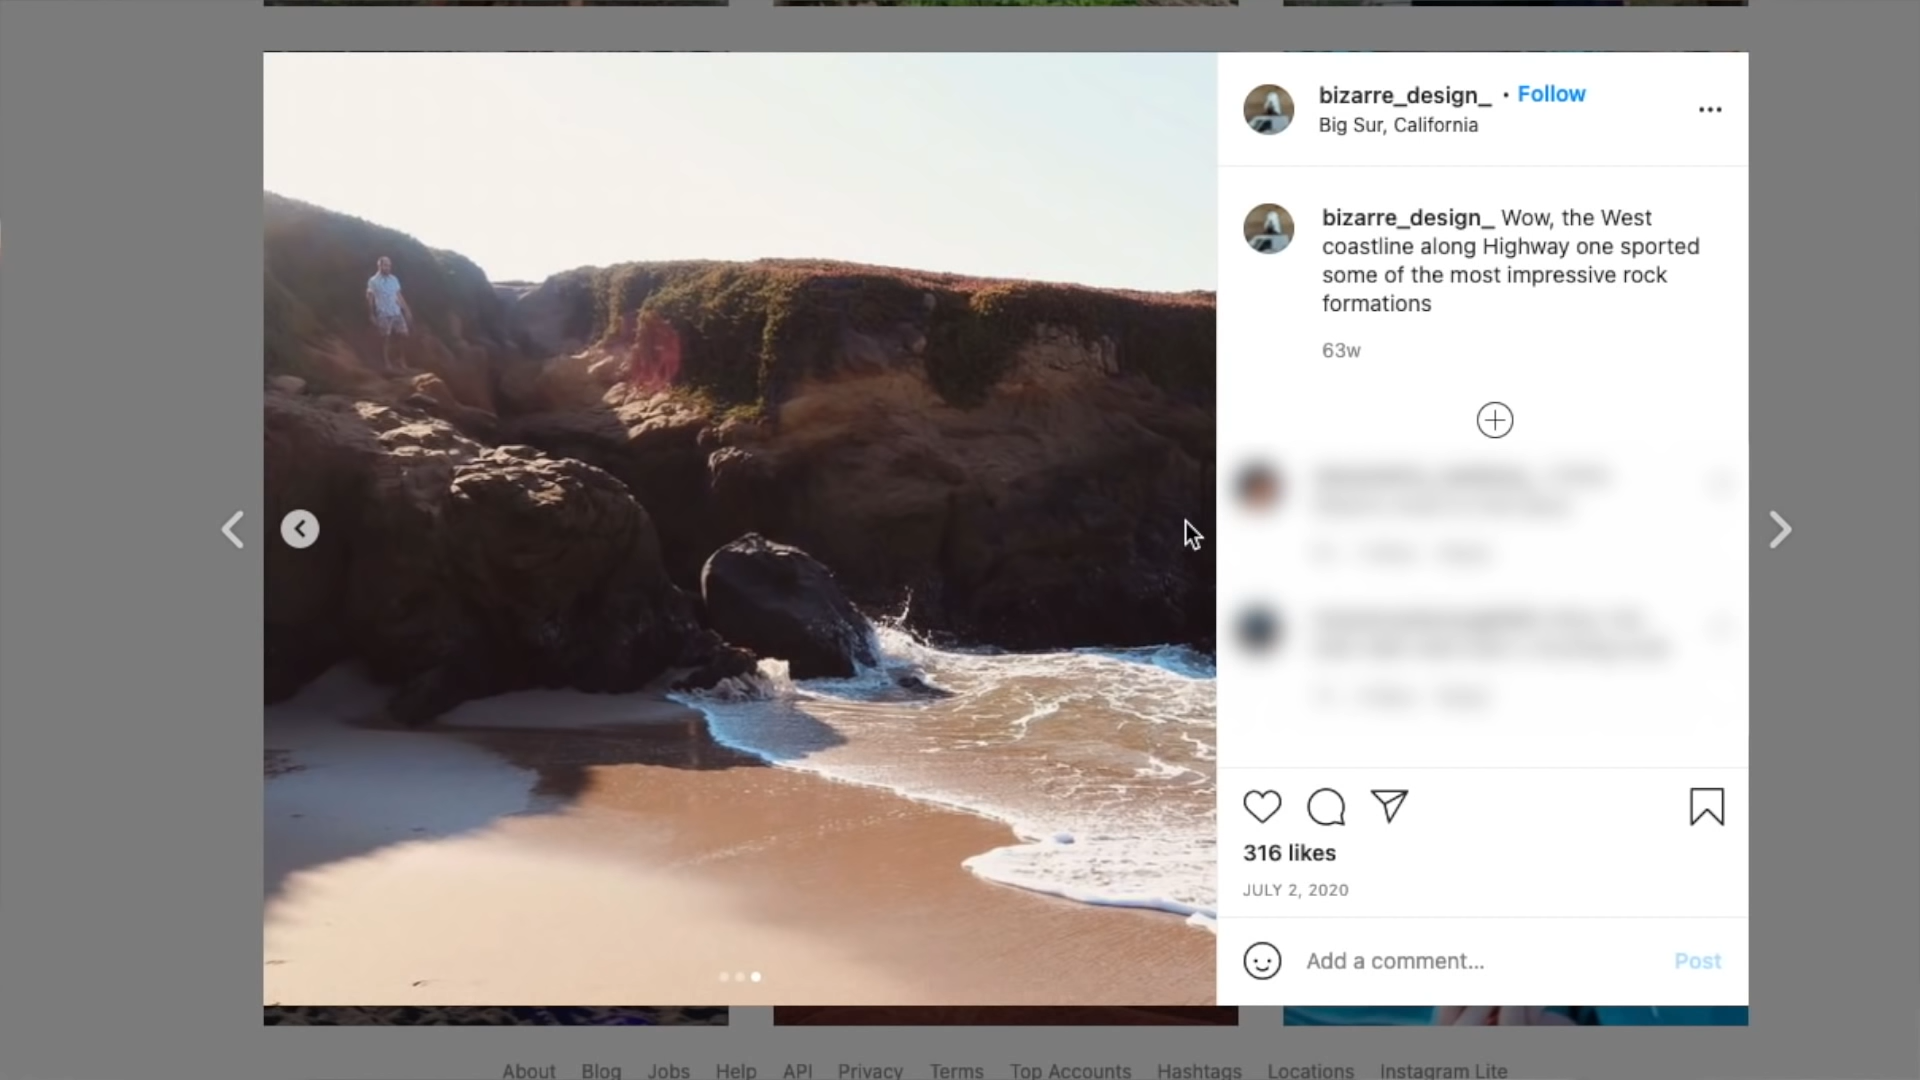 bizarre_design_ • Follow
Big Sur, California
bizarre_design_ Wow, the West
coastline along Highway one sported
some of the most impressive rock
formations
63w
316 likes
JULY 2, 2020
Add a comment... Post
About Blog Jobs Help API Privacy Terms Top Accounts Hashtags Locations Instagram Lite